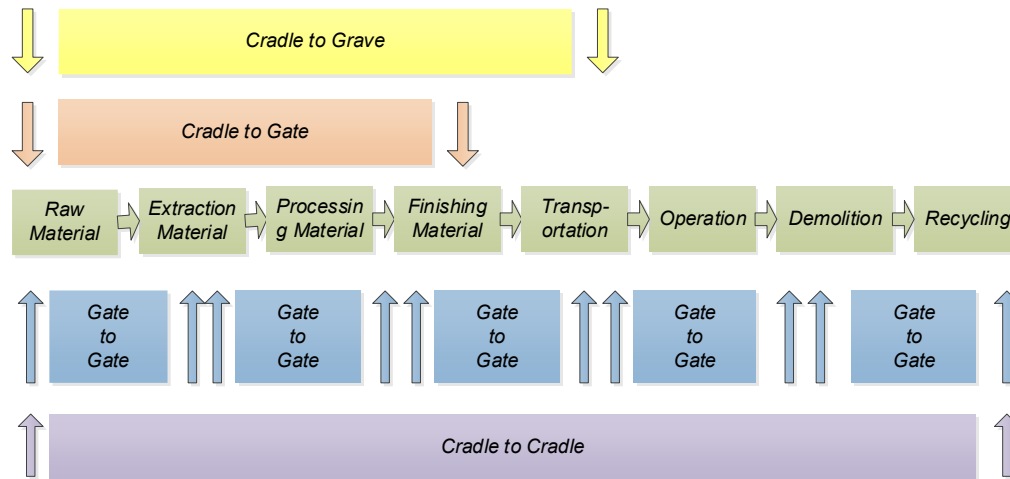 Cradle to Grave
Cradle to Gate
Raw
Material
Extraction
Material
Processin
g Material
Finishing
Material
Transp-
ortation
Operation
Demolition
Recycling
Gate
to
Gate
Gate
to
Gate
Gate
to
Gate
Gate
to
Gate
Gate
to
Gate
Cradle to Cradle